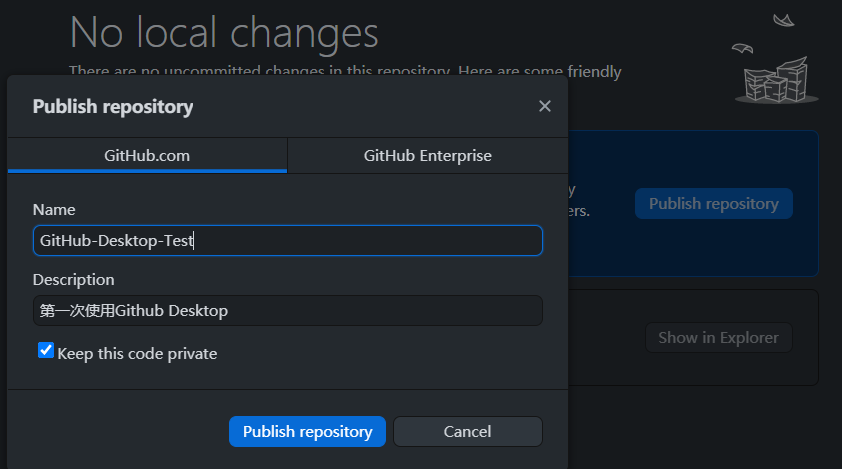 No local changes
There are no uncommitted changes in this repository. Here are some friendly
Publish repository
GitHub.com
GitHub Enterprise
Name
GitHub-Desktop-Test
Description
第一次使用Github Desktop
Keep this code private
Publish repository
Cancel
ers.
Publish repository
Show in Explorer